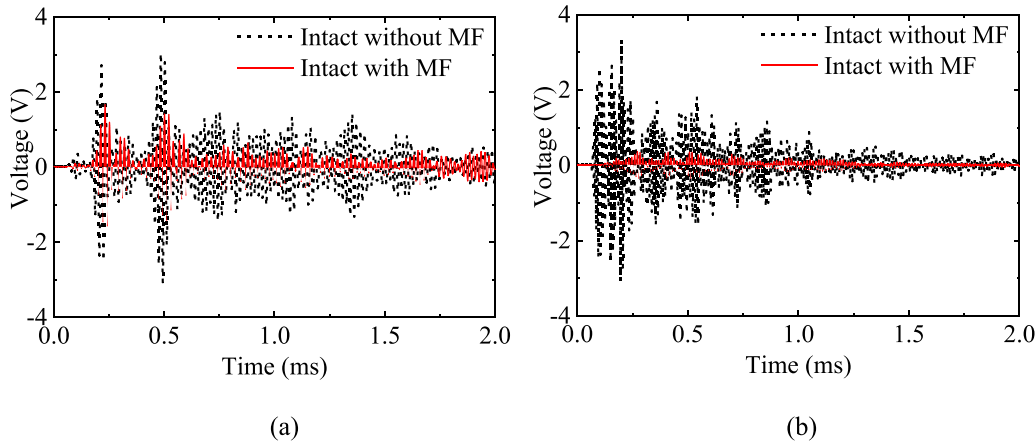 4
Intact without MF
Intact with MF
2
Voltage (V)
0
-2
-4
0.0 0.5 1.0 1.5 2.0
Time (ms)
(a)
4
Intact without MF
Intact with MF
2
Voltage (V)
0
-2
-4
0.0 0.5 1.0 1.5 2.0
Time (ms)
(b)